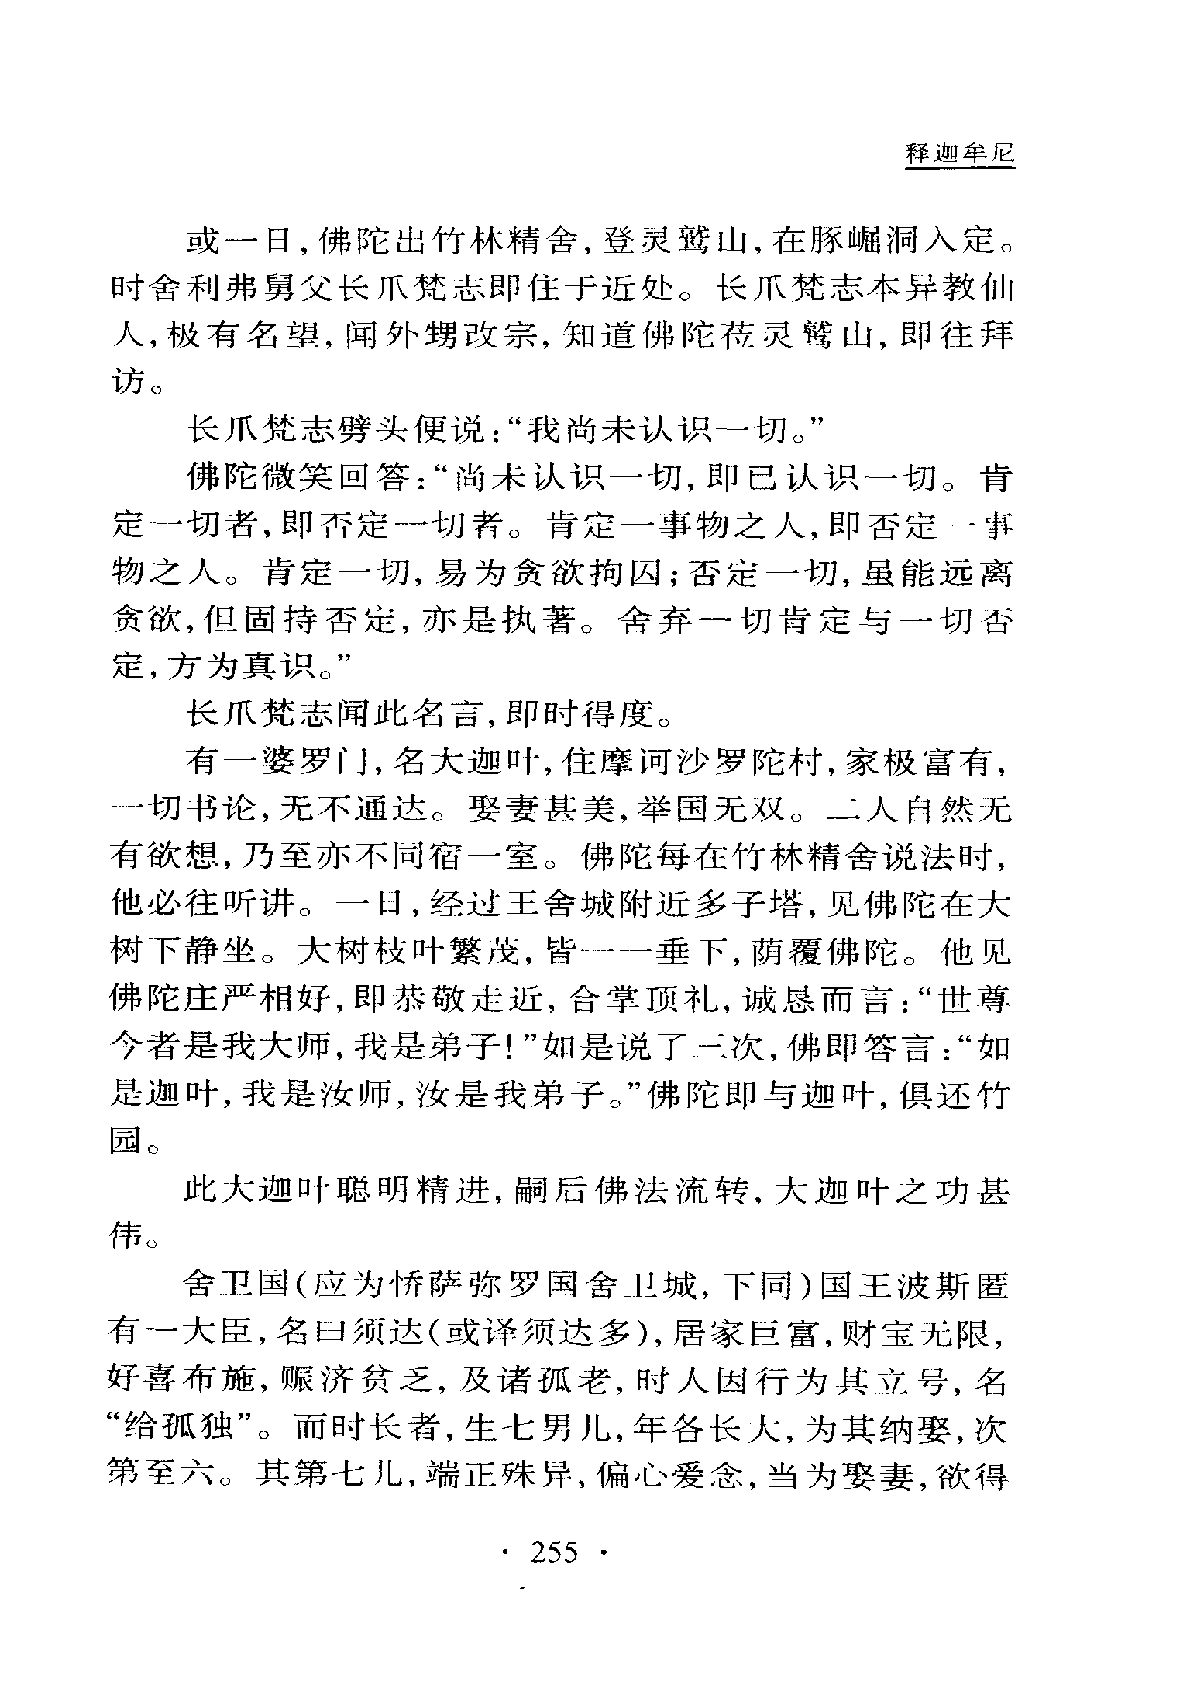 释迦牟尼
或一日,佛陀出竹林精舍,登灵鹫山,在豚崛洞入定。
时舍利弗舅父长爪梵志即住于近处。长爪梵志本异教仙
人,极有名望,闻外甥改宗,知道佛陀莅灵鹫山,即往拜
访。
长爪梵志劈头便说:“我尚未认识一切。”
佛陀微笑回答:“尚未认识一切,即已认识一切。肯
定一切者,即否定一切者。肯定一事物之人,即否定一事
物之人。肯定一切,易为贪欲拘囚;否定一切,虽能远离
贪欲,但固持否定,亦是执著。舍弃一切肯定与一切否
定,方为真识。”
长爪梵志闻此名言,即时得度。
有一婆罗门,名大迦叶,住摩诃沙罗陀村,家极富有,
一切书论,无不通达。娶妻甚美,举国无双。二人自然无
有欲想,乃至亦不同宿一室。佛陀每在竹林精舍说法时,
他必往听讲。一日,经过王舍城附近多子塔,见佛陀在大
树下静坐。大树枝叶繁茂,皆一一垂下,荫覆佛陀。他见
佛陀庄严相好,即恭敬走近,合掌顶礼,诚恳而言:“世尊
今者是我大师,我是弟子!”如是说了三次,佛即答言:“如
是迦叶,我是汝师,汝是我弟子。”佛陀即与迦叶,俱还竹
园。
此大迦叶聪明精进,嗣后佛法流转,大迦叶之功甚
伟。
舍卫国(应为㤭萨弥罗国舍卫城,下同)国王波斯匿
有一大臣,名曰须达(或译须达多),居家巨富,财宝无限,
好喜布施,赈济贫乏,及诸孤老,时人因行为其立号,名
“给孤独”。而时长者,生七男儿,年各长大,为其纳娶,次
第至六。其第七儿,端正殊异,偏心爱念,当为娶妻,欲得
· 255 ·